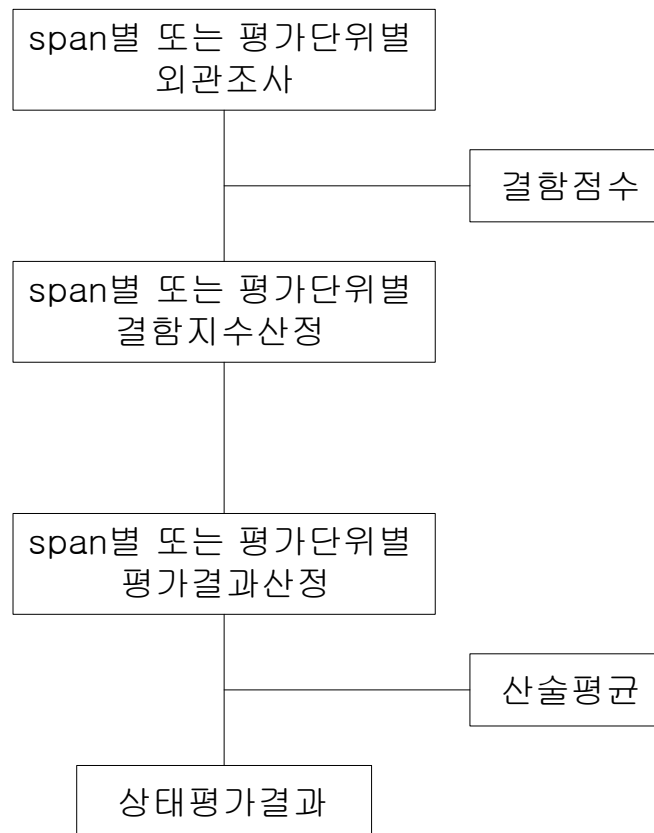 span별 또는 평가단위별
외관조사
결함점수
span별 또는 평가단위별
결함지수산정
span별 또는 평가단위별
평가결과산정
산술평균
상태평가결과